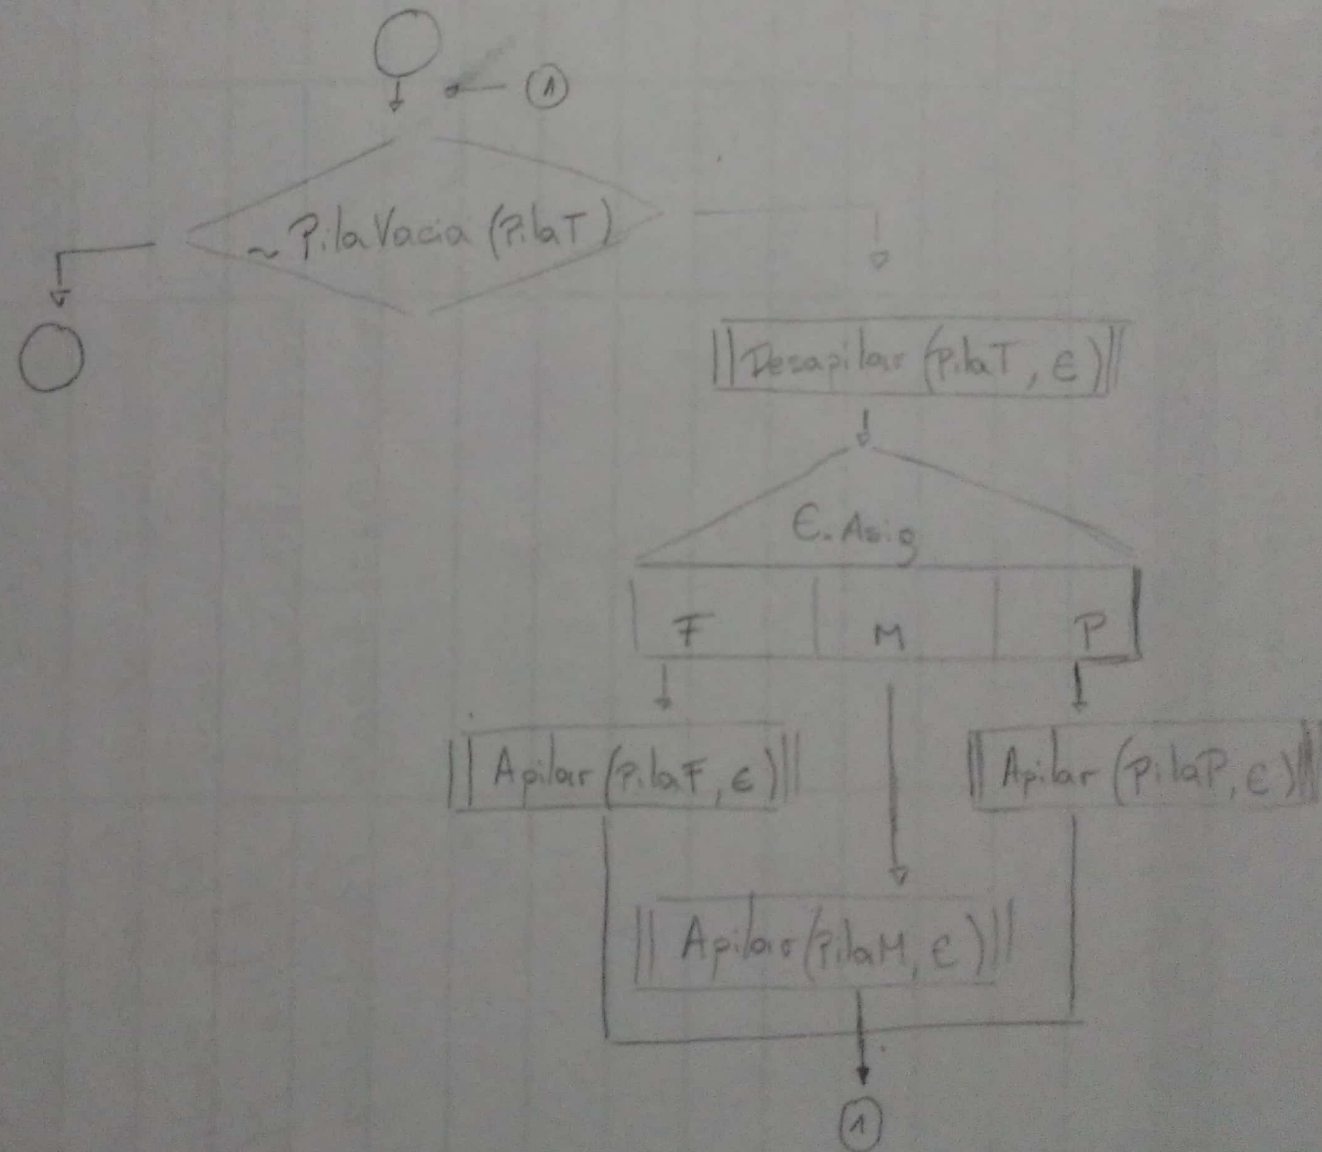 1
~ PilaVacia (PilaT)
Desapilar (PilaT, E)
E.Asig
F M P
Apilar (PilaF, E)
Apilar (PilaP, E)
Apilar (PilaM, E)
1